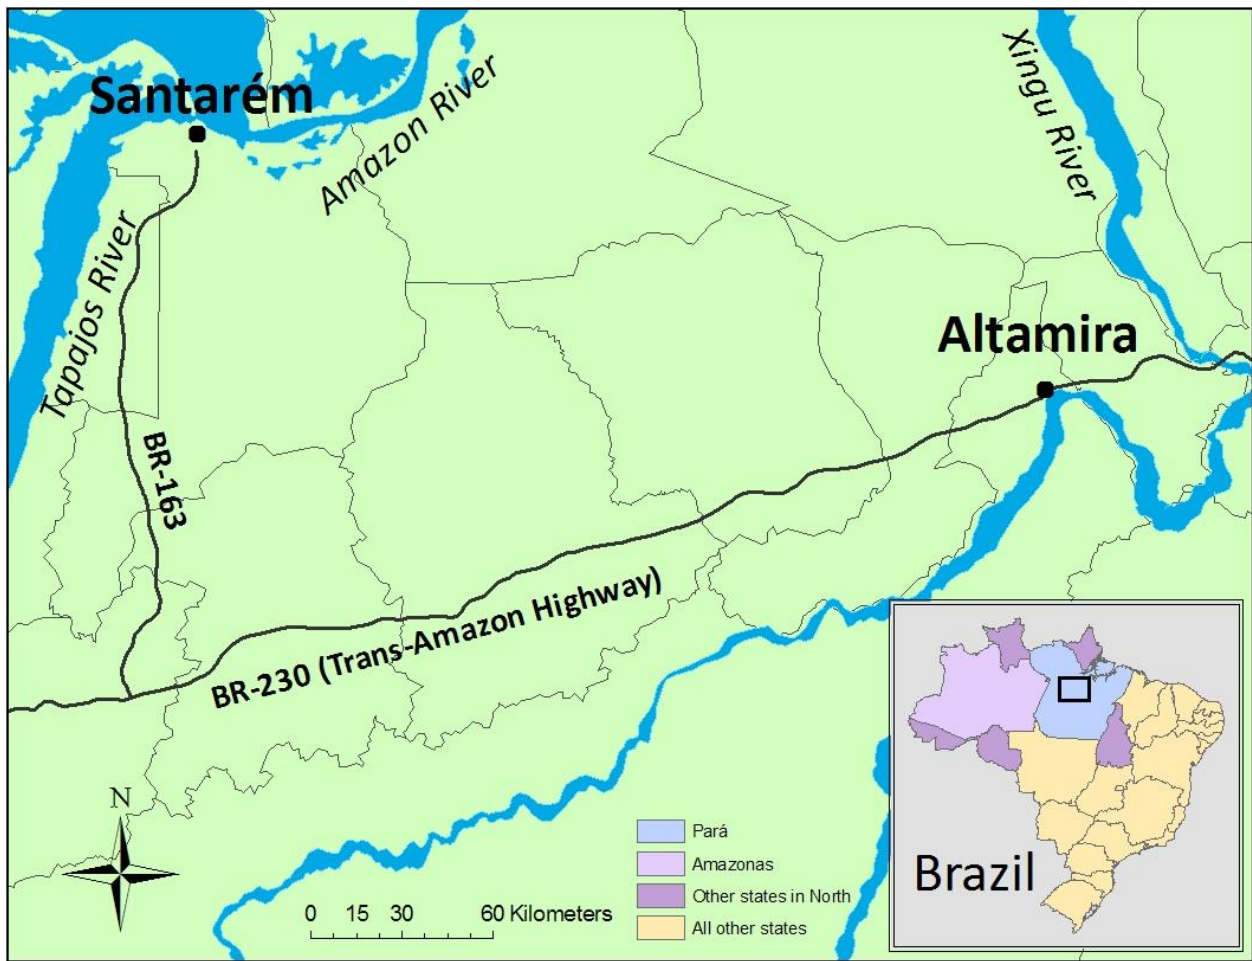 Santarém
Amazon River
Xingu River
Tapajos River
Altamira
BR-163
BR-230 (Trans-Amazon Highway)
N
0 15 30 60 Kilometers
Pará
Amazonas
Other states in North
All other states
Brazil